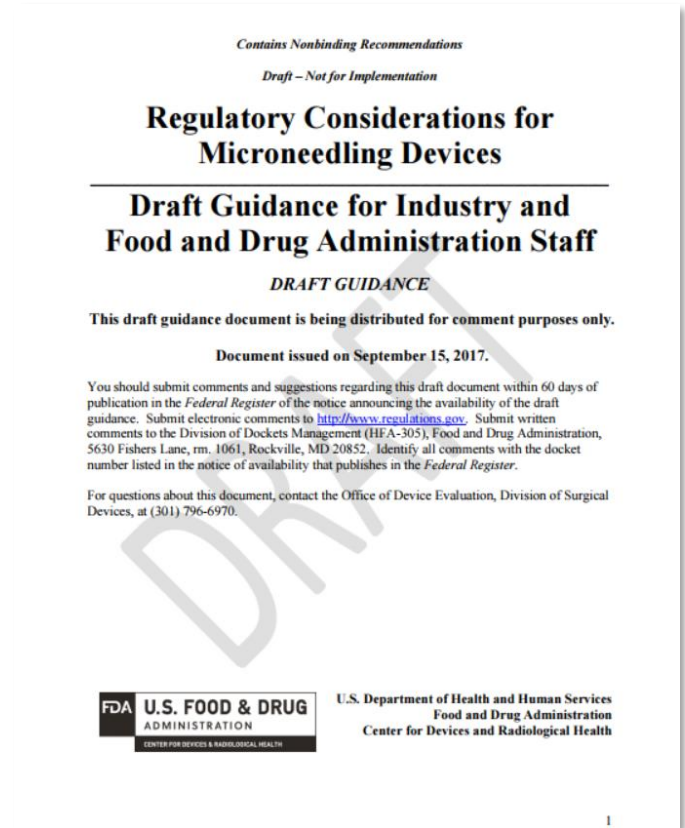 Contains Nonbinding Recommendations
Draft – Not for Implementation
Regulatory Considerations for
Microneedling Devices
Draft Guidance for Industry and
Food and Drug Administration Staff
DRAFT GUIDANCE
This draft guidance document is being distributed for comment purposes only.
Document issued on September 15, 2017.
You should submit comments and suggestions regarding this draft document within 60 days of
publication in the Federal Register of the notice announcing the availability of the draft
guidance. Submit electronic comments to http://www.regulations.gov. Submit written
comments to the Division of Dockets Management (HFA-305), Food and Drug Administration,
5630 Fishers Lane, rm. 1061, Rockville, MD 20852. Identify all comments with the docket
number listed in the notice of availability that publishes in the Federal Register.
For questions about this document, contact the Office of Device Evaluation, Division of Surgical
Devices, at (301) 796-6970.
DRAFT
FDA U.S. FOOD & DRUG
ADMINISTRATION
CENTER FOR DEVICES & RADIOLOGICAL HEALTH
U.S. Department of Health and Human Services
Food and Drug Administration
Center for Devices and Radiological Health
1